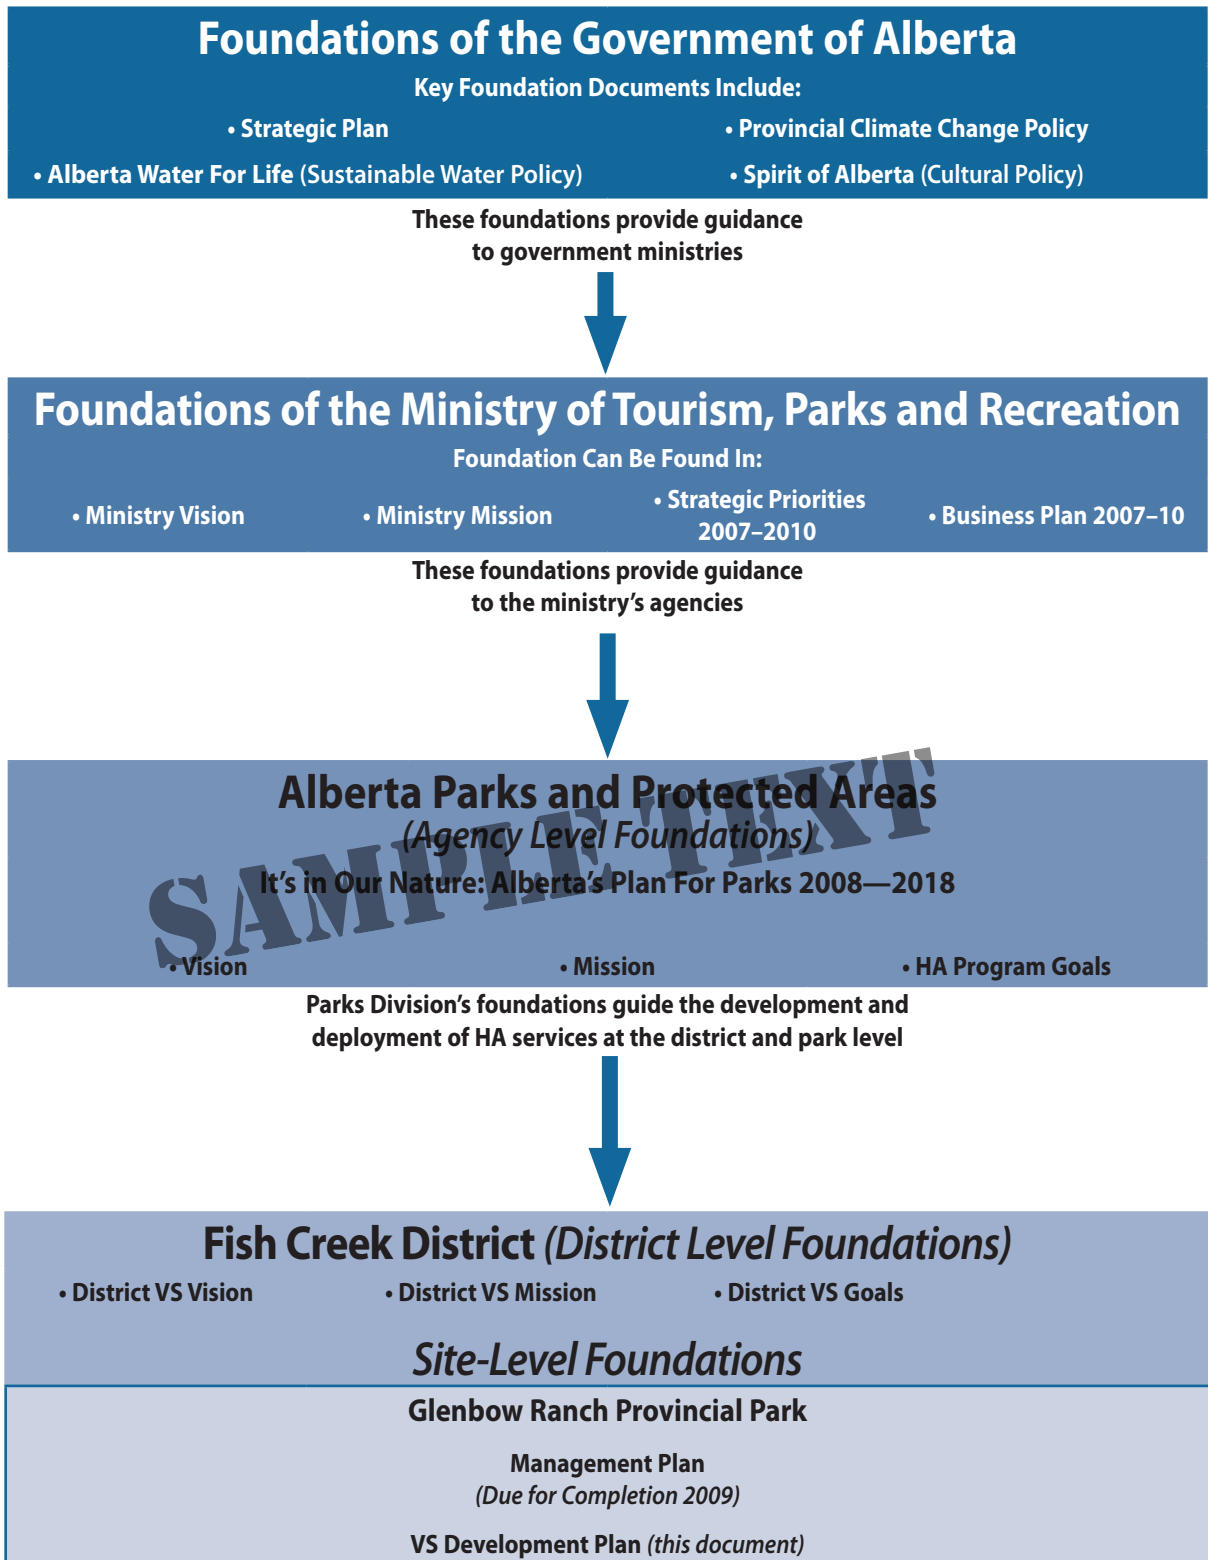 Foundations of the Government of Alberta
Key Foundation Documents Include:
• Strategic Plan
• Provincial Climate Change Policy
• Alberta Water For Life (Sustainable Water Policy)
• Spirit of Alberta (Cultural Policy)
These foundations provide guidance
to government ministries
Foundations of the Ministry of Tourism, Parks and Recreation
Foundation Can Be Found In:
• Ministry Vision
• Ministry Mission
• Strategic Priorities
2007–2010
• Business Plan 2007–10
These foundations provide guidance
to the ministry’s agencies
Alberta Parks and Protected Areas
(Agency Level Foundations)
SAMPLE TEXT
It’s in Our Nature: Alberta’s Plan For Parks 2008—2018
• Vision
• Mission
• HA Program Goals
Parks Division’s foundations guide the development and
deployment of HA services at the district and park level
Fish Creek District (District Level Foundations)
• District VS Vision
• District VS Mission
• District VS Goals
Site-Level Foundations
Glenbow Ranch Provincial Park
Management Plan
(Due for Completion 2009)
VS Development Plan (this document)